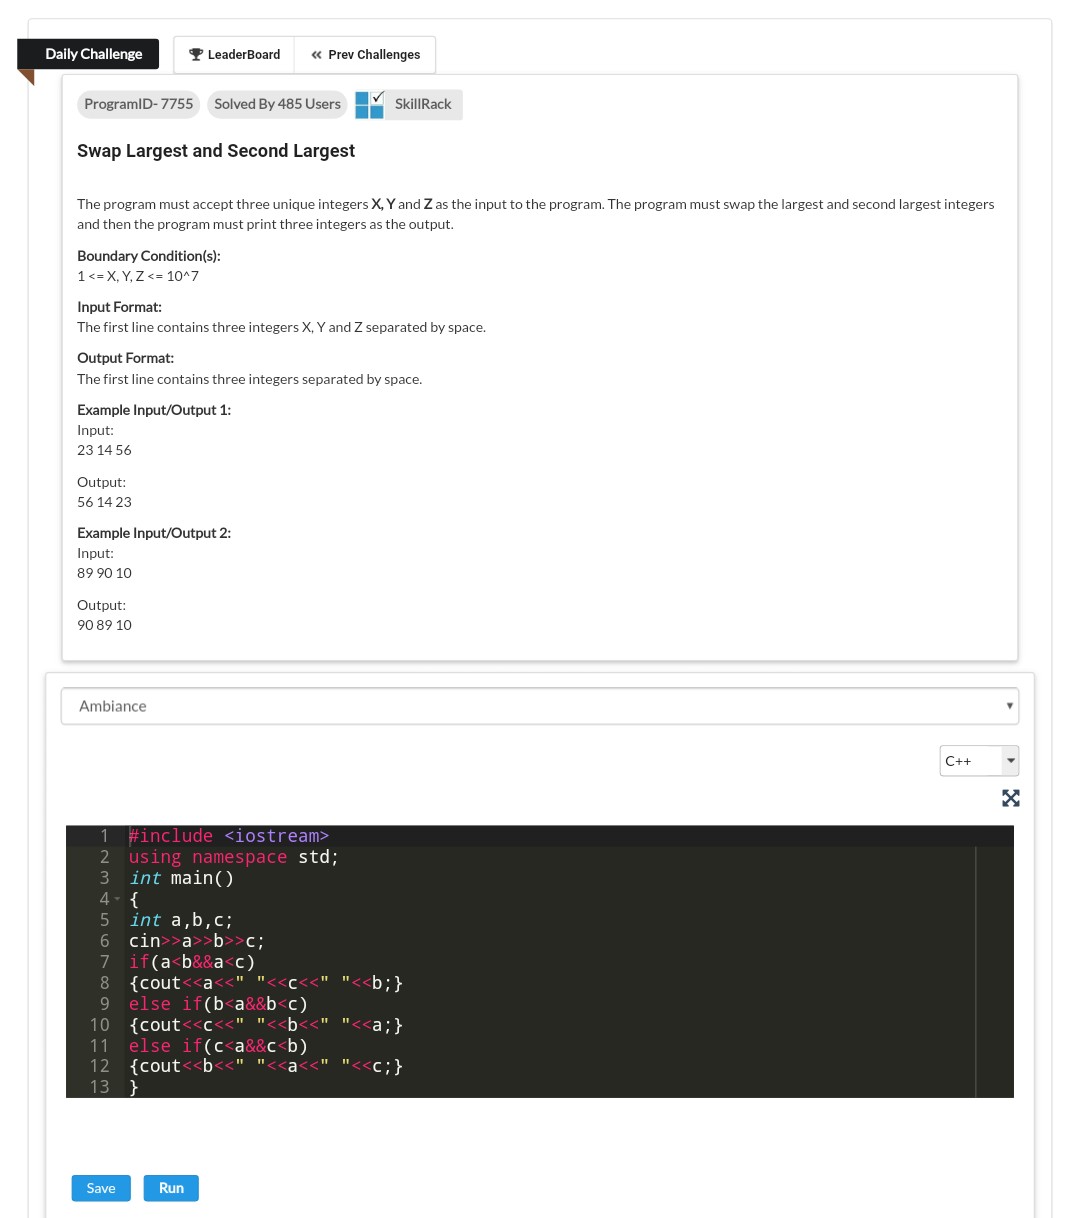 Daily Challenge
LeaderBoard
Prev Challenges
ProgramID- 7755
Solved By 485 Users
SkillRack
Swap Largest and Second Largest
The program must accept three unique integers X, Y and Z as the input to the program. The program must swap the largest and second largest integers
and then the program must print three integers as the output.
Boundary Condition(s):
1 <= X, Y, Z <= 10^7
Input Format:
The first line contains three integers X, Y and Z separated by space.
Output Format:
The first line contains three integers separated by space.
Example Input/Output 1:
Input:
23 14 56
Output:
56 14 23
Example Input/Output 2:
Input:
89 90 10
Output:
90 89 10
Ambiance
C++
1 #include <iostream>
2 using namespace std;
3 int main()
4 {
5 int a,b,c;
6 cin>>a>>b>>c;
7 if(a<b&&a<c)
8 {cout<<a<<" "<<c<<" "<<b;}
9 else if(b<a&&b<c)
10 {cout<<c<<" "<<b<<" "<<a;}
11 else if(c<a&&c<b)
12 {cout<<b<<" "<<a<<" "<<c;}
13 }
Save
Run